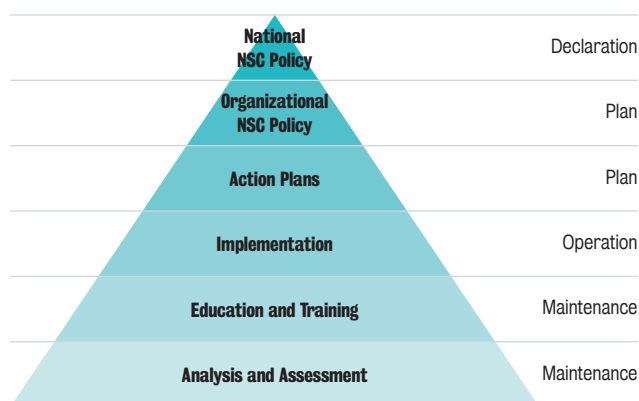 National
NSC Policy
Declaration
Organizational
NSC Policy
Plan
Action Plans
Plan
Implementation
Operation
Education and Training
Maintenance
Analysis and Assessment
Maintenance